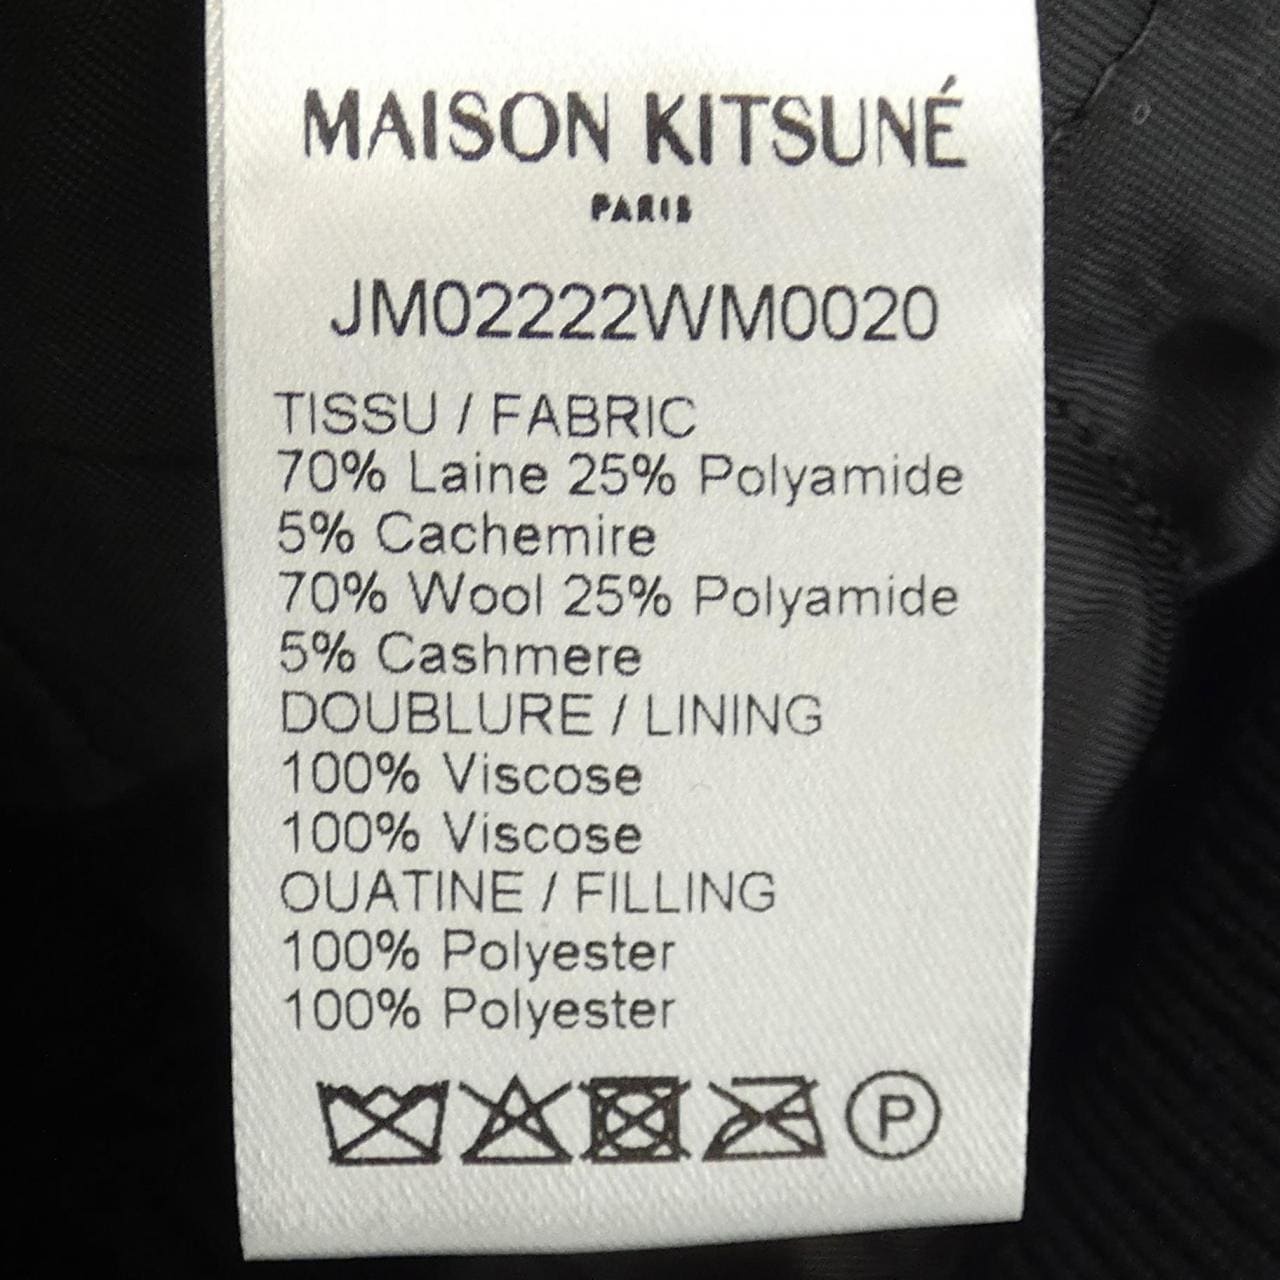 MAISON KITSUNÉ
PARIS
JM02222WM0020
TISSU / FABRIC
70% Laine 25% Polyamide
5% Cachemire
70% Wool 25% Polyamide
5% Cashmere
DOUBLURE / LINING
100% Viscose
100% Viscose
OUATINE / FILLING
100% Polyester
100% Polyester
P